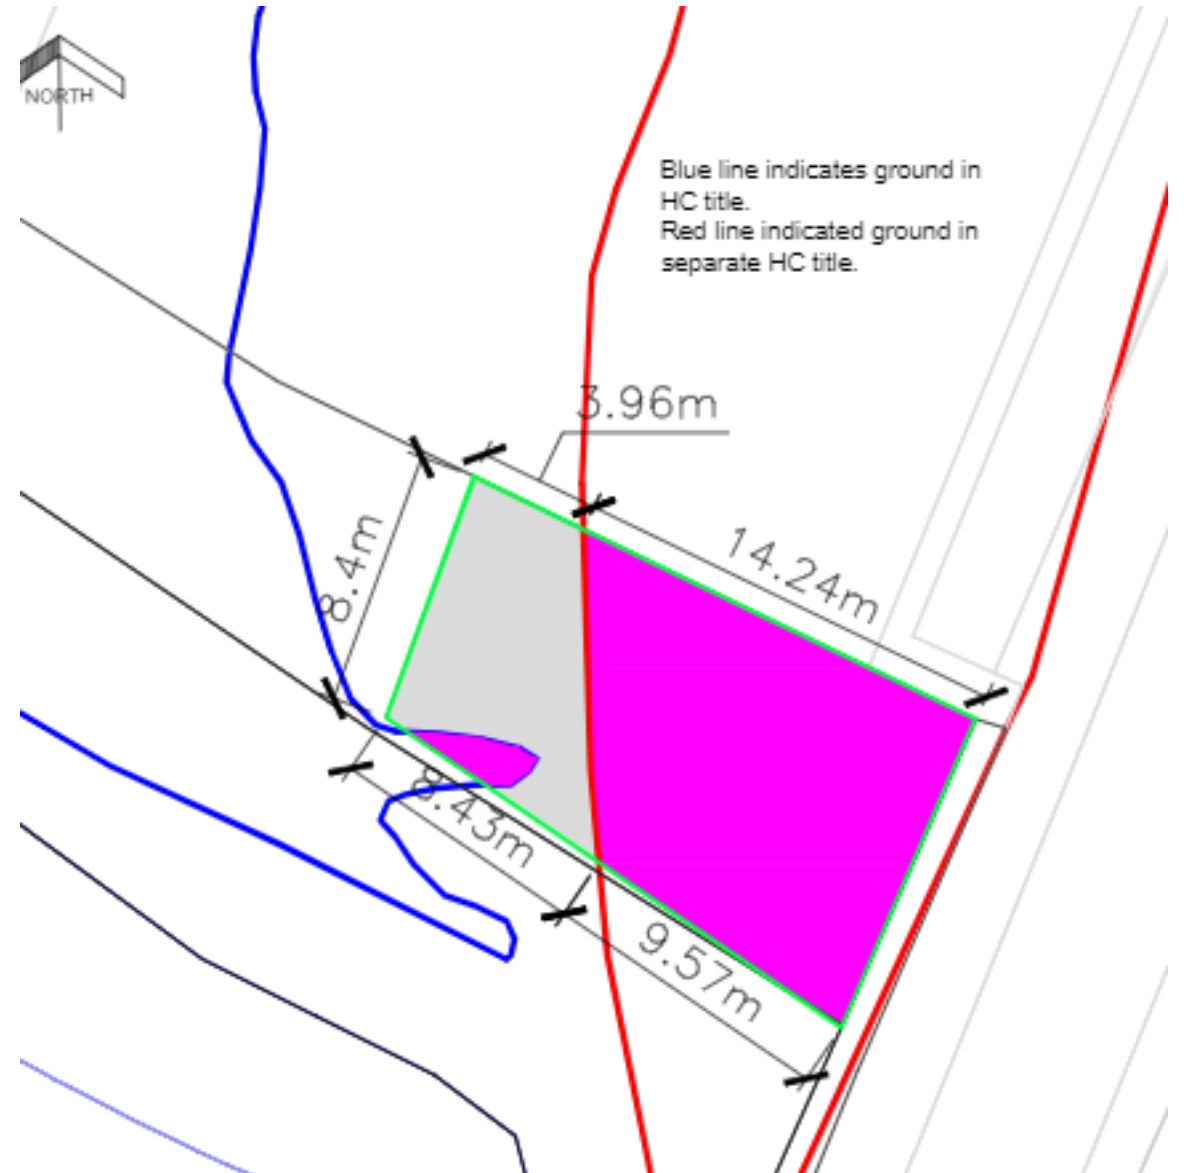 NORTH
Blue line indicates ground in
HC title.
Red line indicated ground in
separate HC title.
3.96m
14.24m
8.4m
8.43m
9.57m